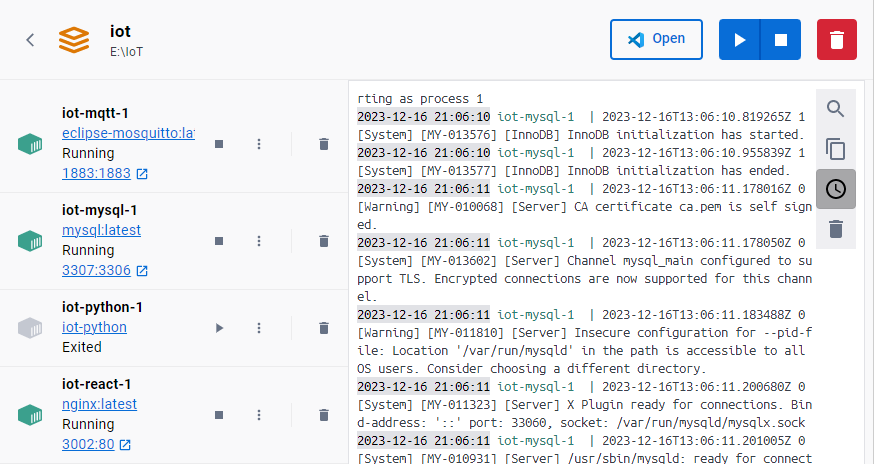 iot
E:\IoT
Open
iot-mqtt-1
eclipse-mosquitto:lat
Running
1883:1883
iot-mysql-1
mysql:latest
Running
3307:3306
iot-python-1
iot-python
Exited
iot-react-1
nginx:latest
Running
3002:80
rting as process 1
2023-12-16 21:06:10 iot-mysql-1 | 2023-12-16T13:06:10.819265Z 1
[System] [MY-013576] [InnoDB] InnoDB initialization has started.
2023-12-16 21:06:10 iot-mysql-1 | 2023-12-16T13:06:10.955839Z 1
[System] [MY-013577] [InnoDB] InnoDB initialization has ended.
2023-12-16 21:06:11 iot-mysql-1 | 2023-12-16T13:06:11.178016Z 0
[Warning] [MY-010068] [Server] CA certificate ca.pem is self sign
ed.
2023-12-16 21:06:11 iot-mysql-1 | 2023-12-16T13:06:11.178050Z 0
[System] [MY-013602] [Server] Channel mysql_main configured to su
pport TLS. Encrypted connections are now supported for this chann
el.
2023-12-16 21:06:11 iot-mysql-1 | 2023-12-16T13:06:11.183488Z 0
[Warning] [MY-011810] [Server] Insecure configuration for --pid-f
ile: Location '/var/run/mysqld' in the path is accessible to all
OS users. Consider choosing a different directory.
2023-12-16 21:06:11 iot-mysql-1 | 2023-12-16T13:06:11.200680Z 0
[System] [MY-011323] [Server] X Plugin ready for connections. Bin
d-address: '::' port: 33060, socket: /var/run/mysqld/mysqlx.sock
2023-12-16 21:06:11 iot-mysql-1 | 2023-12-16T13:06:11.201005Z 0
[System] [MY-010931] [Server] /usr/sbin/mysqld: ready for connect